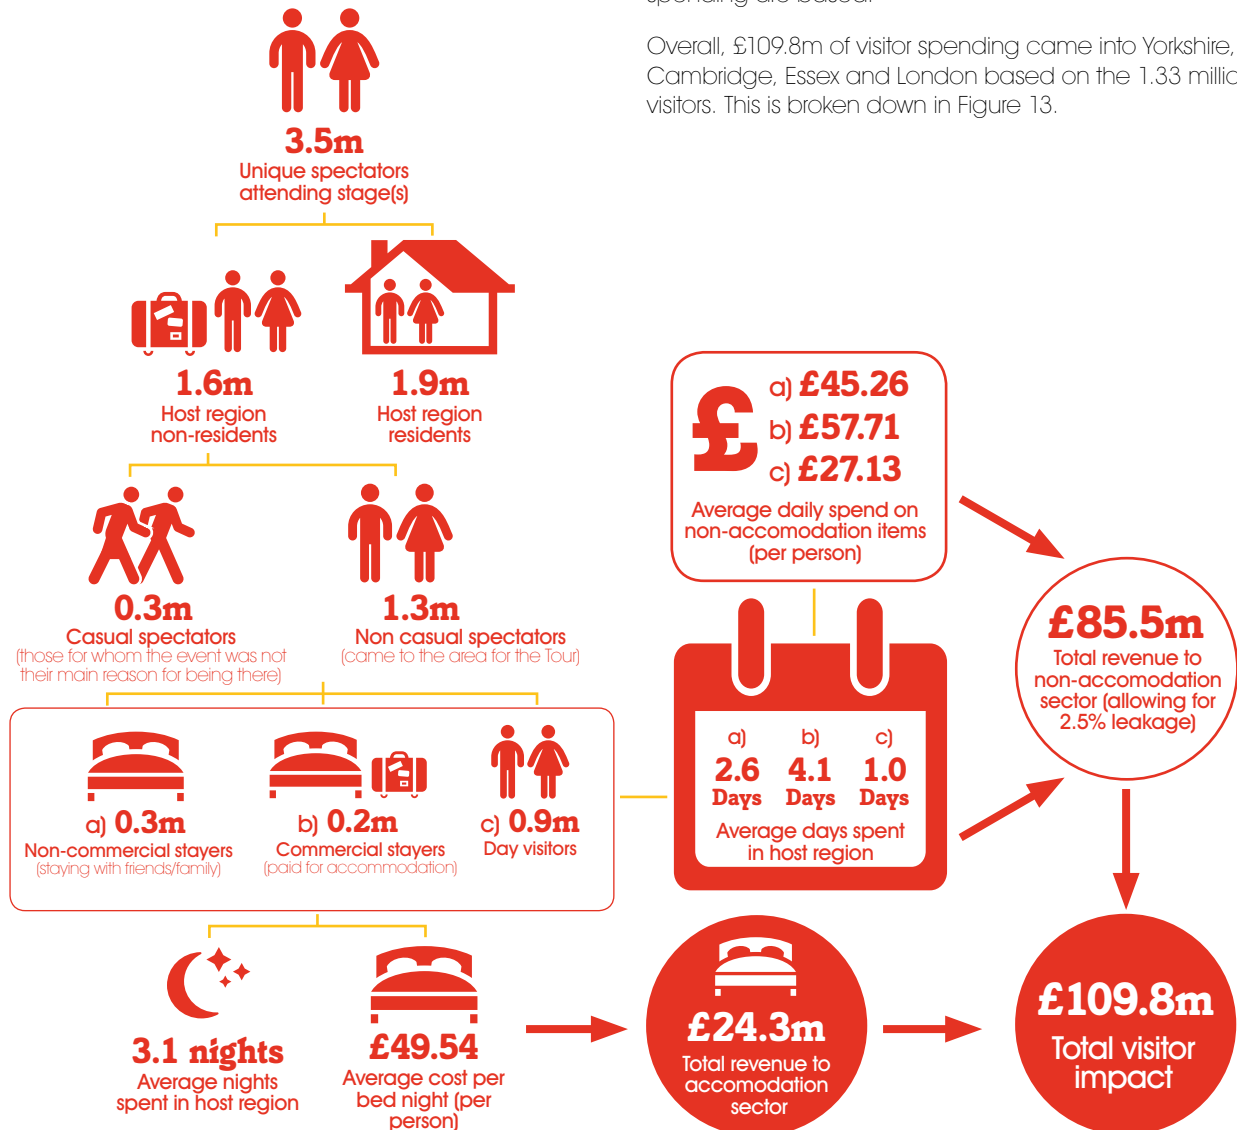 spending are based.
Overall, £109.8m of visitor spending came into Yorkshire,
Cambridge, Essex and London based on the 1.33
visitors. This is broken down in Figure 13.
3.5m
Unique spectators
attending stage(s)
1.6m
Host region
non-residents
1.9m
Host region
residents
0.3m
Casual spectators
(those for whom the event was not
their main reason for being there)
1.3m
Non casual spectators
(came to the area for the Tour)
a) 0.3m
Non-commercial stayers
(staying with friends/family)
b) 0.2m
Commercial stayers
(paid for accommodation)
c) 0.9m
Day visitors
£
a) £45.26
b) £57.71
c) £27.13
Average daily spend on
non-accomodation items
(per person)
a)
2.6
Days
b)
4.1
Days
c)
1.0
Days
Average days spent
in host region
£85.5m
Total revenue to
non-accomodation
sector (allowing for
2.5% leakage)
3.1 nights
Average nights
spent in host region
£49.54
Average cost per
bed night (per
person)
£24.3m
Total revenue to
accomodation
sector
£109.8m
Total visitor
impact